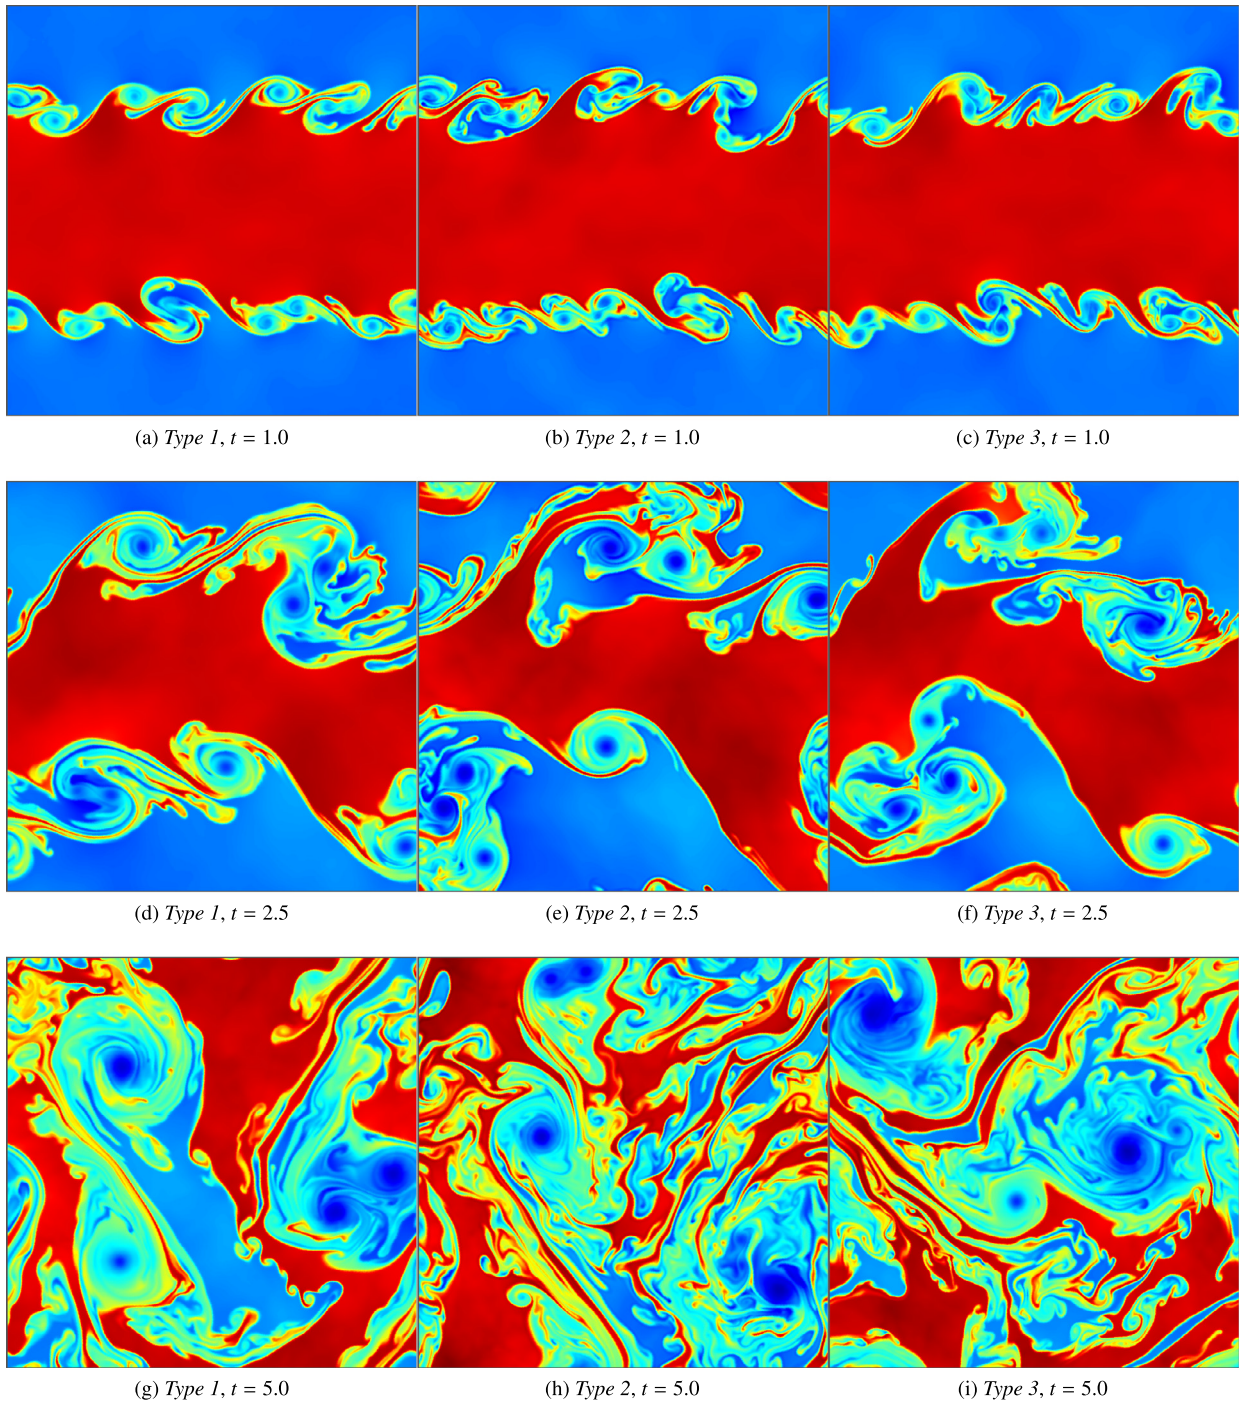 (a) Type 1, t = 1.0
(b) Type 2, t = 1.0
(c) Type 3, t = 1.0
(d) Type 1, t = 2.5
(e) Type 2, t = 2.5
(f) Type 3, t = 2.5
(g) Type 1, t = 5.0
(h) Type 2, t = 5.0
(i) Type 3, t = 5.0